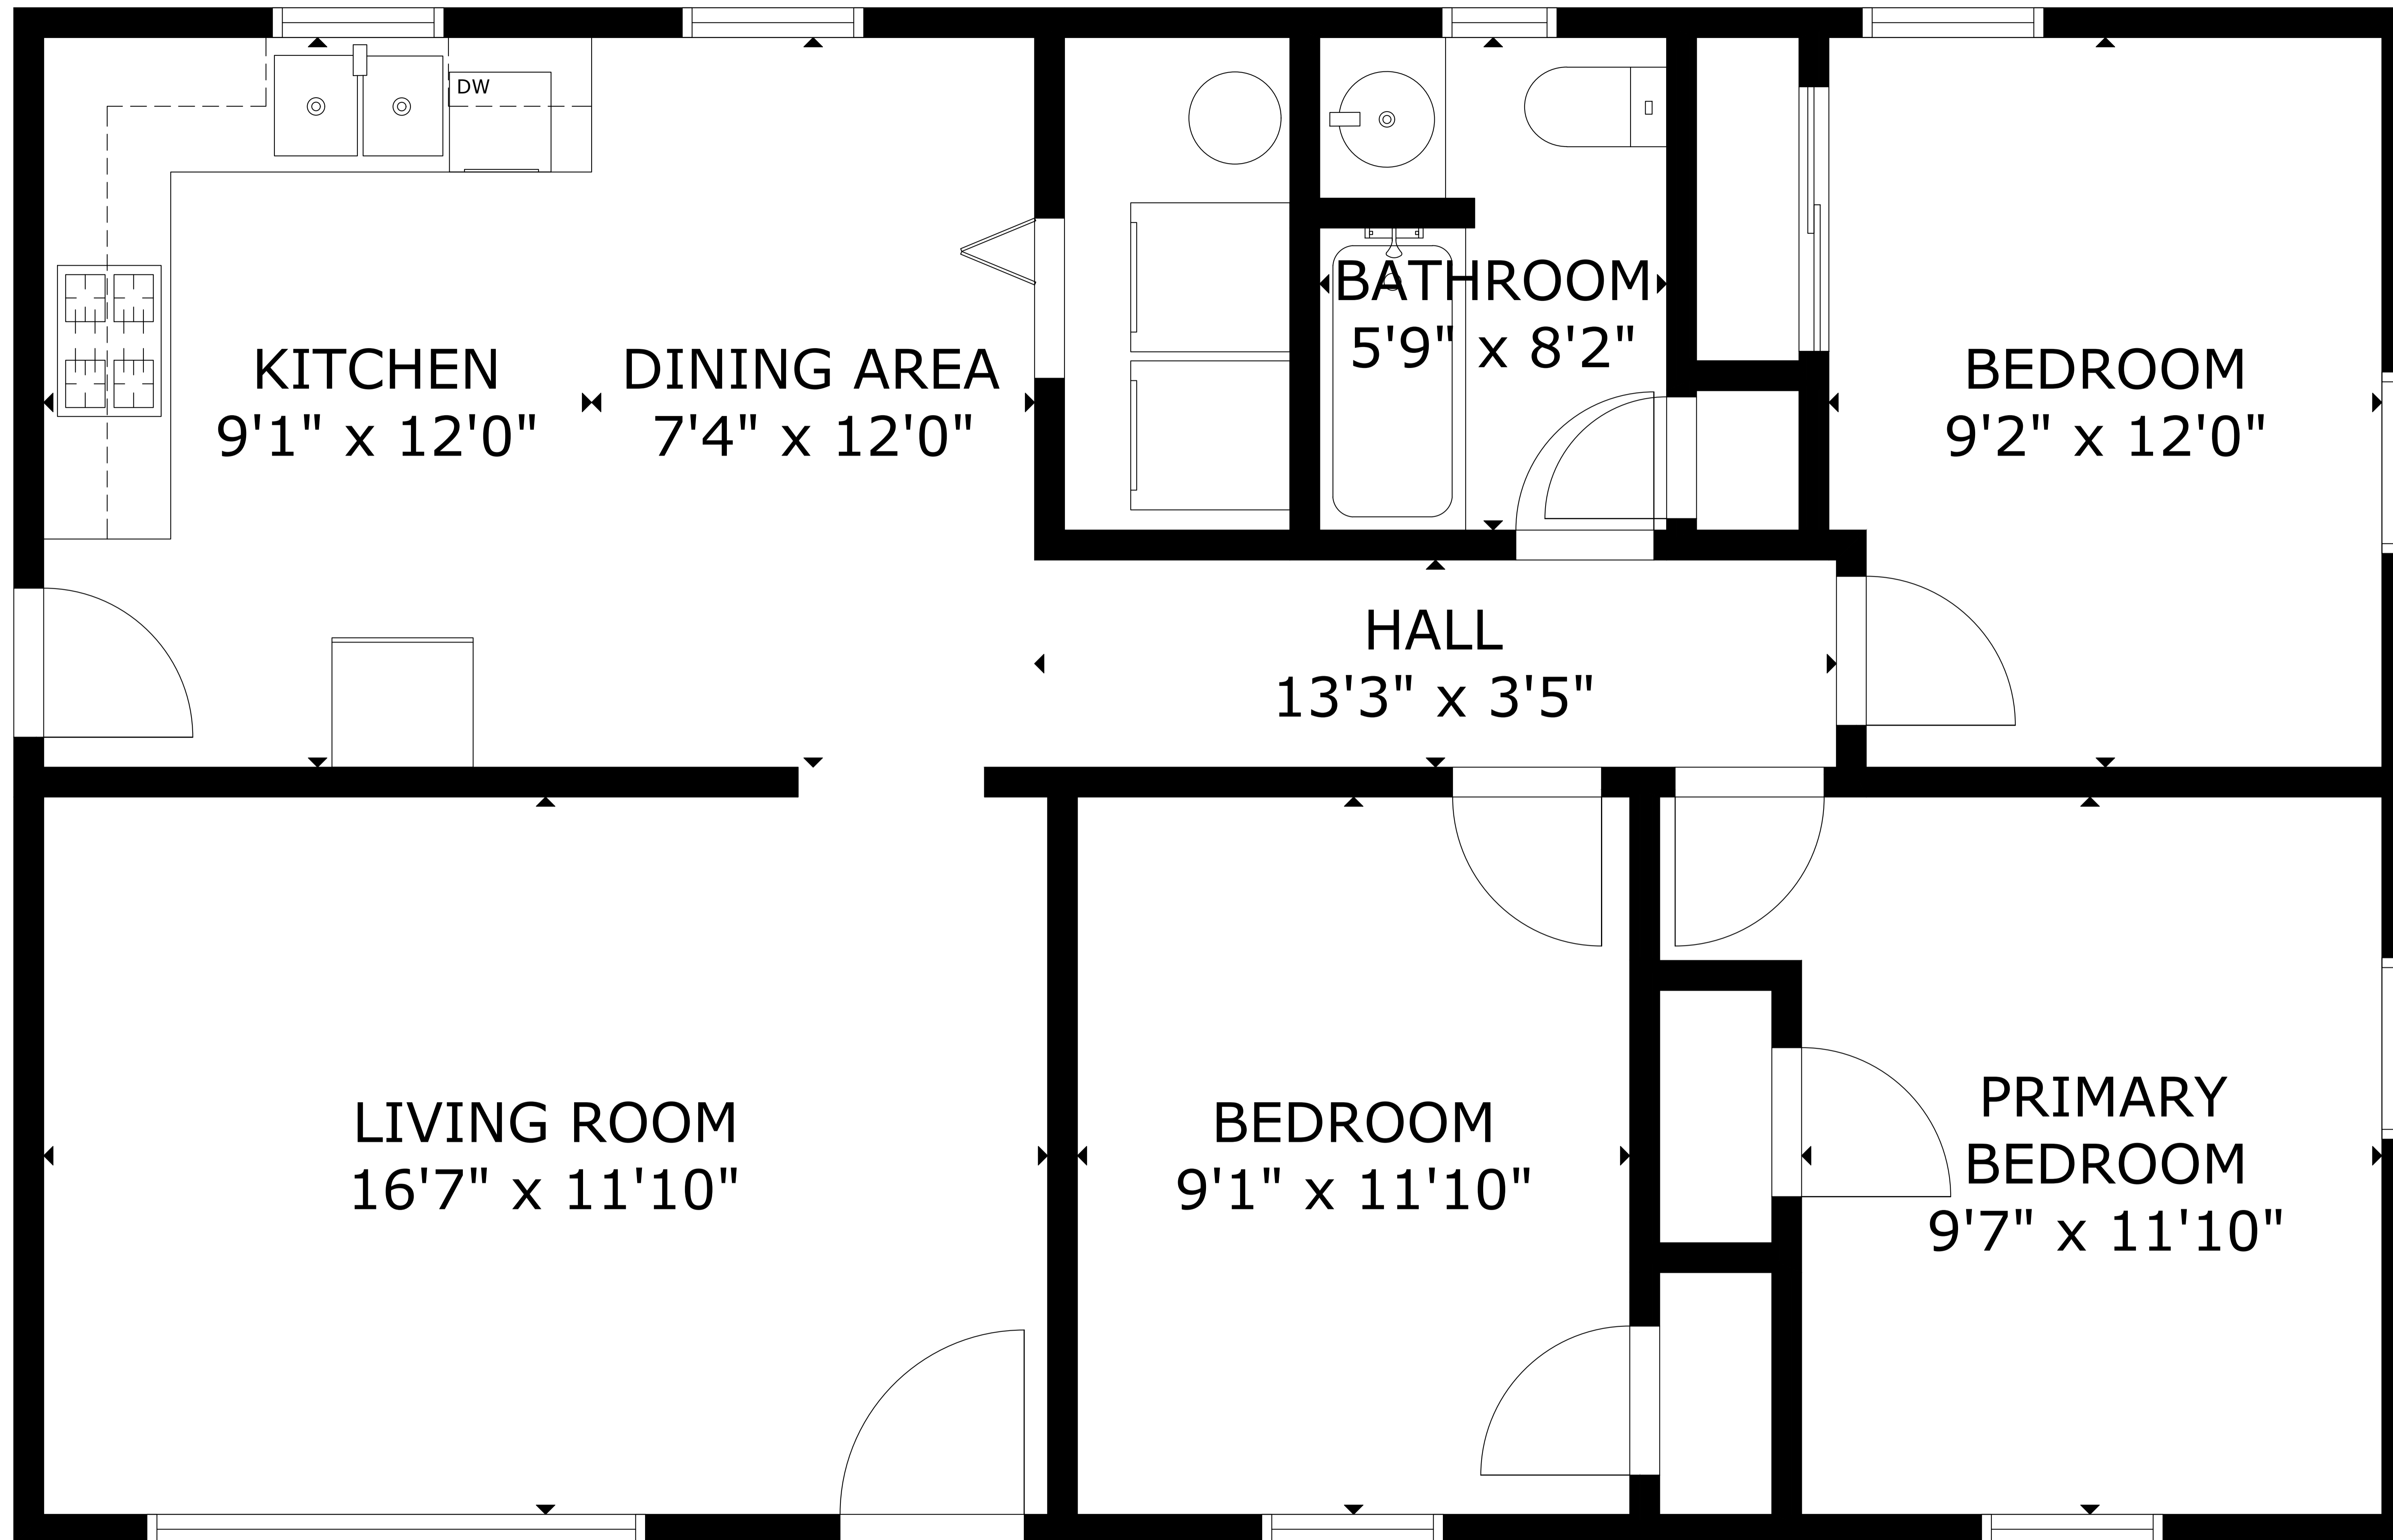 DW
KITCHEN
9'1" x 12'0"
DINING AREA
7'4" x 12'0"
BATHROOM
5'9" x 8'2"
BEDROOM
9'2" x 12'0"
HALL
13'3" x 3'5"
LIVING ROOM
16'7" x 11'10"
BEDROOM
9'1" x 11'10"
PRIMARY
BEDROOM
9'7" x 11'10"